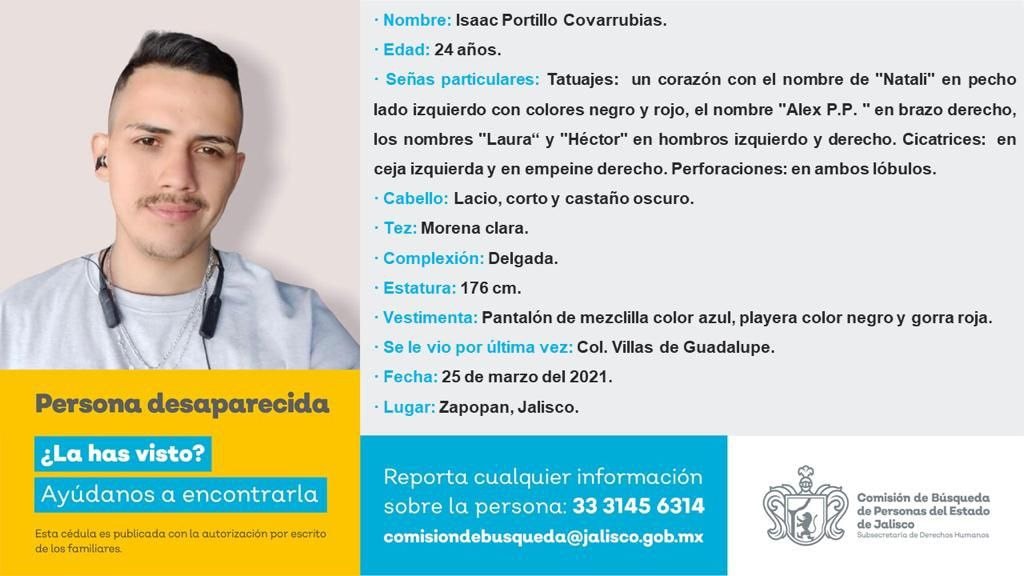 · Nombre: Isaac Portillo Covarrubias.
· Edad: 24 años.
· Señas particulares: Tatuajes: un corazón con el nombre de "Natali" en pecho
lado izquierdo con colores negro y rojo, el nombre "Alex P.P. " en brazo derecho,
los nombres "Laura“ y "Héctor" en hombros izquierdo y derecho. Cicatrices: en
ceja izquierda y en empeine derecho. Perforaciones: en ambos lóbulos.
· Cabello: Lacio, corto y castaño oscuro.
· Tez: Morena clara.
· Complexión: Delgada.
· Estatura: 176 cm.
· Vestimenta: Pantalón de mezclilla color azul, playera color negro y gorra roja.
· Se le vio por última vez: Col. Villas de Guadalupe.
· Fecha: 25 de marzo del 2021.
· Lugar: Zapopan, Jalisco.
Persona desaparecida
¿La has visto?
Ayúdanos a encontrarla
Esta cédula es publicada con la autorización por escrito
de los familiares.
Reporta cualquier información
sobre la persona: 33 3145 6314
comisiondebusqueda@jalisco.gob.mx
Comisión de Búsqueda
de Personas del Estado
de Jalisco
Subsecretaría de Derechos Humanos